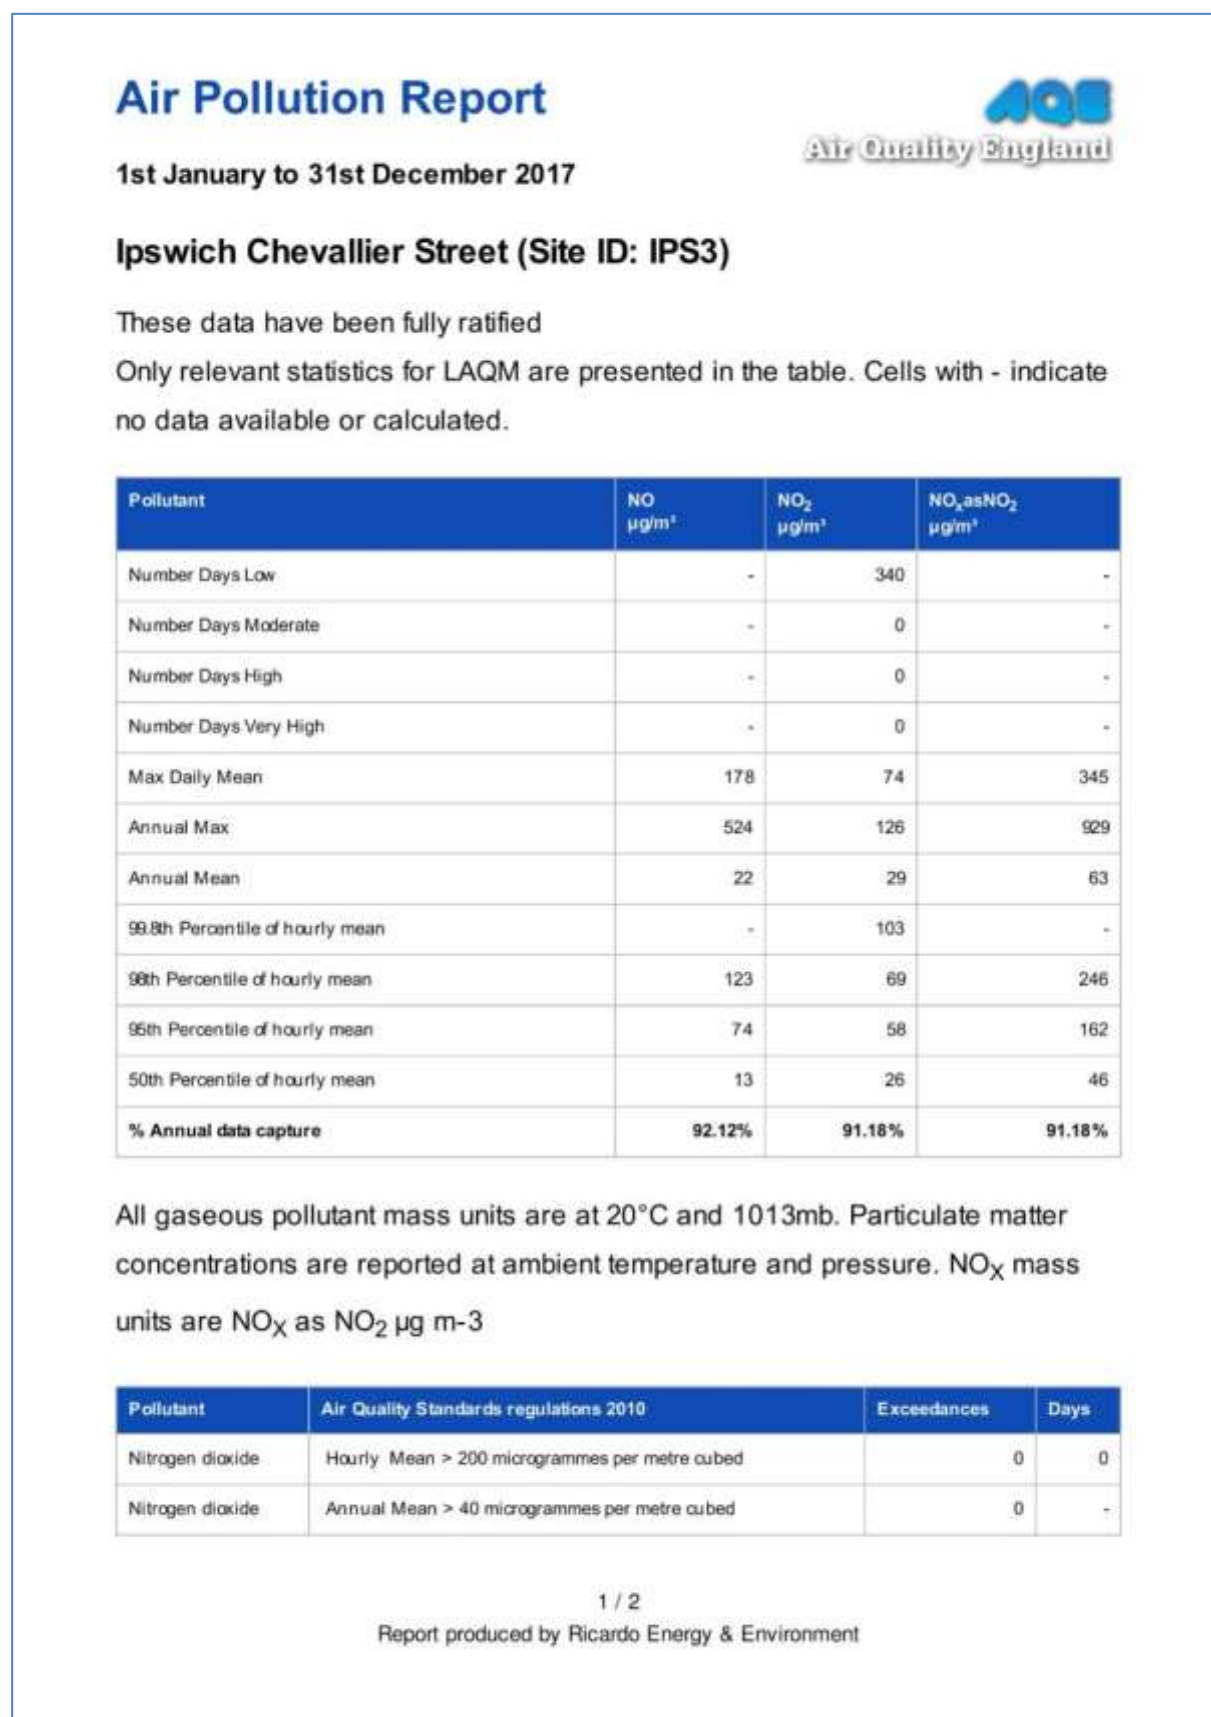 Air Pollution Report
AQE
Air Quality England
1st January to 31st December 2017
Ipswich Chevallier Street (Site ID: IPS3)
These data have been fully ratified
Only relevant statistics for LAQM are presented in the table. Cells with - indicate
no data available or calculated.
Pollutant NO µg/m³ NO₂ µg/m³ NOₓasNO₂ µg/m³
Number Days Low - 340 -
Number Days Moderate - 0 -
Number Days High - 0 -
Number Days Very High - 0 -
Max Daily Mean 178 74 345
Annual Max 524 126 929
Annual Mean 22 29 63
99.8th Percentile of hourly mean - 103 -
98th Percentile of hourly mean 123 69 246
95th Percentile of hourly mean 74 58 162
50th Percentile of hourly mean 13 26 46
% Annual data capture 92.12% 91.18% 91.18%
All gaseous pollutant mass units are at 20°C and 1013mb. Particulate matter
concentrations are reported at ambient temperature and pressure. NOX mass
units are NOX as NO2 µg m-3
Pollutant Air Quality Standards regulations 2010 Exceedances Days
Nitrogen dioxide Hourly Mean > 200 microgrammes per metre cubed 0 0
Nitrogen dioxide Annual Mean > 40 microgrammes per metre cubed 0 -
1 / 2
Report produced by Ricardo Energy & Environment